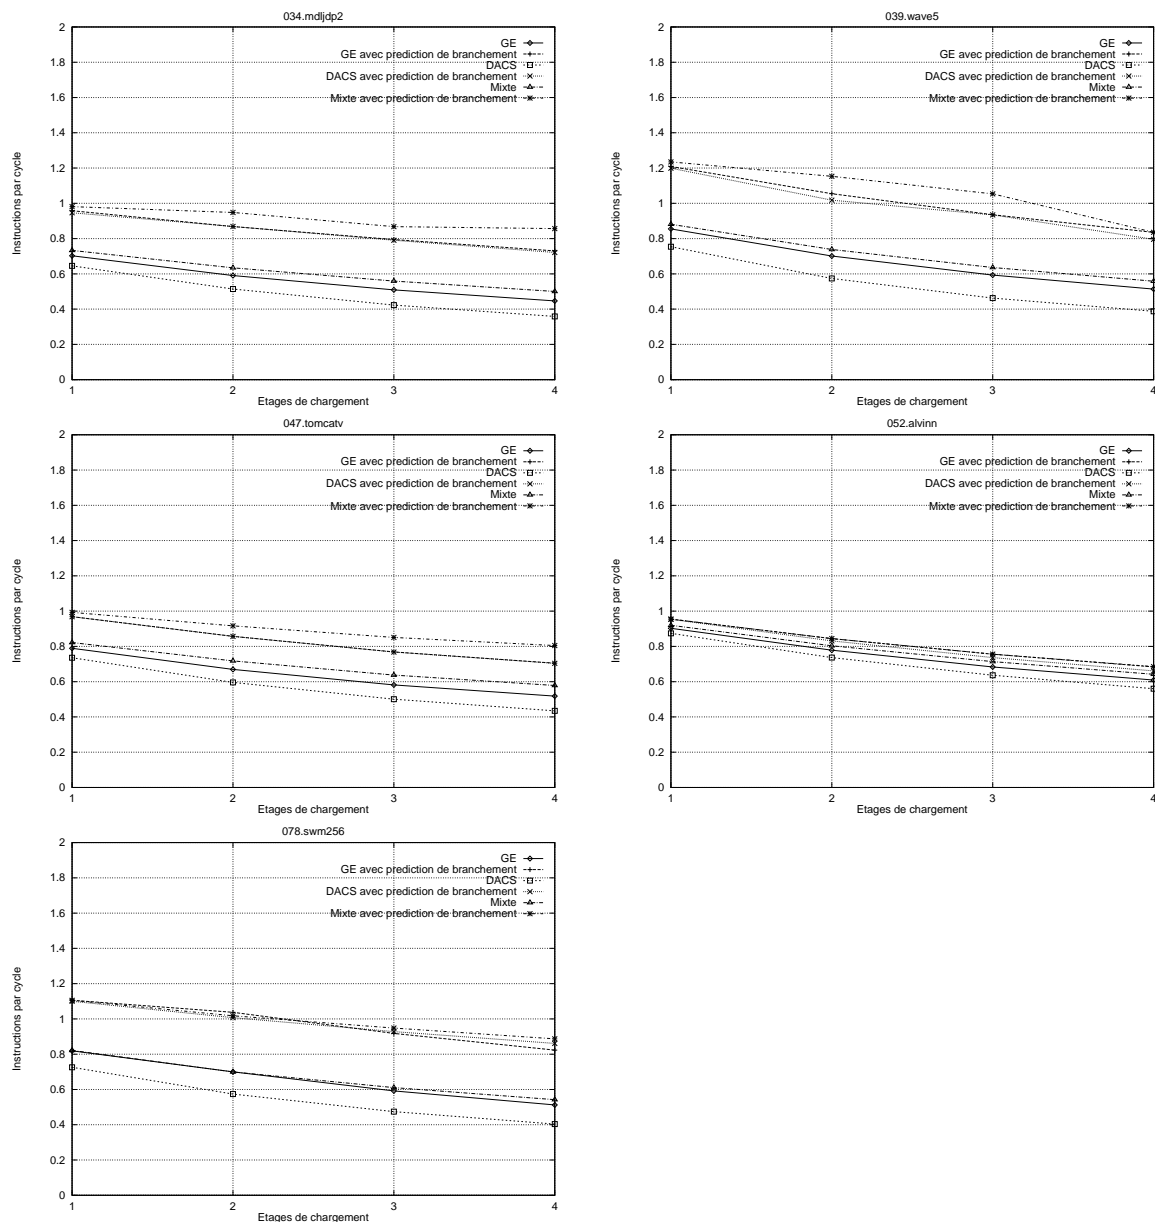 034.mdljdp2
2
1.8
1.6
1.4
1.2
1
0.8
0.6
0.4
0.2
0
Instructions par cycle
GE
GE avec prediction de branchement
DACS
DACS avec prediction de branchement
Mixte
Mixte avec prediction de branchement
1 2 3 4
Etages de chargement
039.wave5
2
1.8
1.6
1.4
1.2
1
0.8
0.6
0.4
0.2
0
Instructions par cycle
GE
GE avec prediction de branchement
DACS
DACS avec prediction de branchement
Mixte
Mixte avec prediction de branchement
1 2 3 4
Etages de chargement
047.tomcatv
2
1.8
1.6
1.4
1.2
1
0.8
0.6
0.4
0.2
0
Instructions par cycle
GE
GE avec prediction de branchement
DACS
DACS avec prediction de branchement
Mixte
Mixte avec prediction de branchement
1 2 3 4
Etages de chargement
052.alvinn
2
1.8
1.6
1.4
1.2
1
0.8
0.6
0.4
0.2
0
Instructions par cycle
GE
GE avec prediction de branchement
DACS
DACS avec prediction de branchement
Mixte
Mixte avec prediction de branchement
1 2 3 4
Etages de chargement
078.swm256
2
1.8
1.6
1.4
1.2
1
0.8
0.6
0.4
0.2
0
Instructions par cycle
GE
GE avec prediction de branchement
DACS
DACS avec prediction de branchement
Mixte
Mixte avec prediction de branchement
1 2 3 4
Etages de chargement